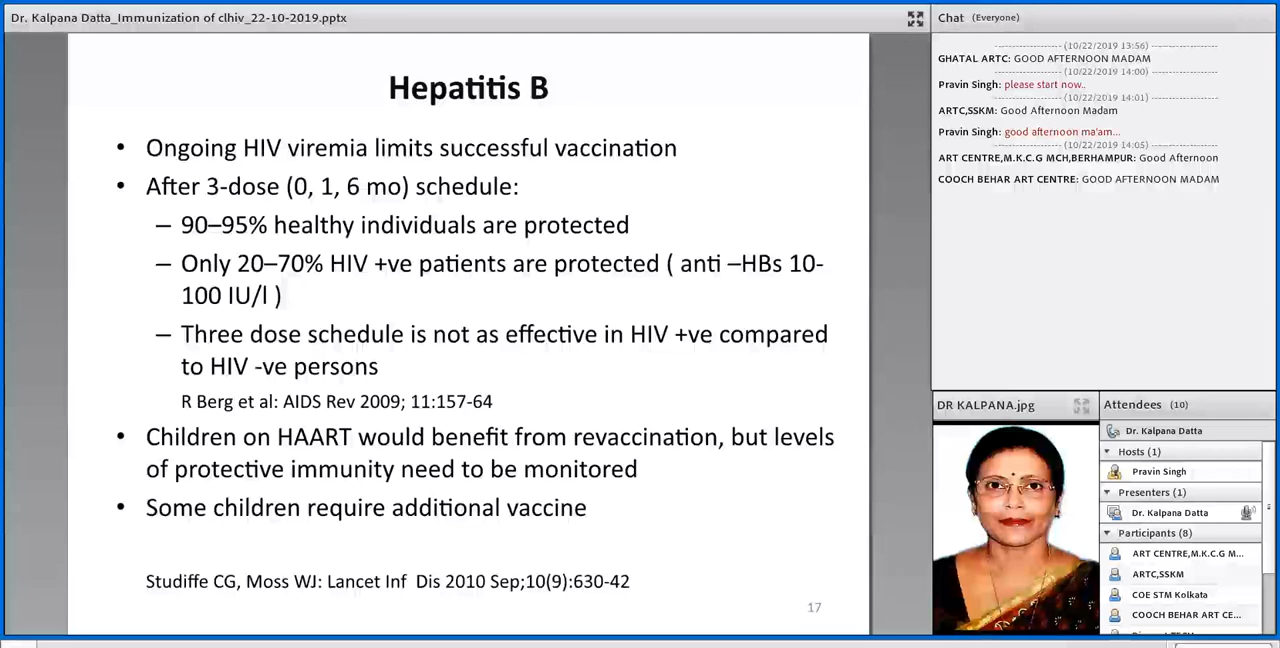 Dr. Kalpana Datta_Immunization of clhiv_22-10-2019.pptx
Hepatitis B
• Ongoing HIV viremia limits successful vaccination
• After 3-dose (0, 1, 6 mo) schedule:
– 90–95% healthy individuals are protected
– Only 20–70% HIV +ve patients are protected ( anti –HBs 10-
100 IU/l )
– Three dose schedule is not as effective in HIV +ve compared
to HIV -ve persons
R Berg et al: AIDS Rev 2009; 11:157-64
• Children on HAART would benefit from revaccination, but levels
of protective immunity need to be monitored
• Some children require additional vaccine
Studiffe CG, Moss WJ: Lancet Inf Dis 2010 Sep;10(9):630-42
17
Chat (Everyone)
(10/22/2019 13:56)
GHATAL ARTC: GOOD AFTERNOON MADAM
(10/22/2019 14:00)
Pravin Singh: please start now..
(10/22/2019 14:01)
ARTC,SSKM: Good Afternoon Madam
Pravin Singh: good afternoon ma'am...
(10/22/2019 14:05)
ART CENTRE,M.K.C.G MCH,BERHAMPUR: Good Afternoon
COOCH BEHAR ART CENTRE: GOOD AFTERNOON MADAM
DR KALPANA.jpg
Attendees (10)
Dr. Kalpana Datta
Hosts (1)
Pravin Singh
Presenters (1)
Dr. Kalpana Datta
Participants (8)
ART CENTRE,M.K.C.G M...
ARTC,SSKM
COE STM Kolkata
COOCH BEHAR ART CE...